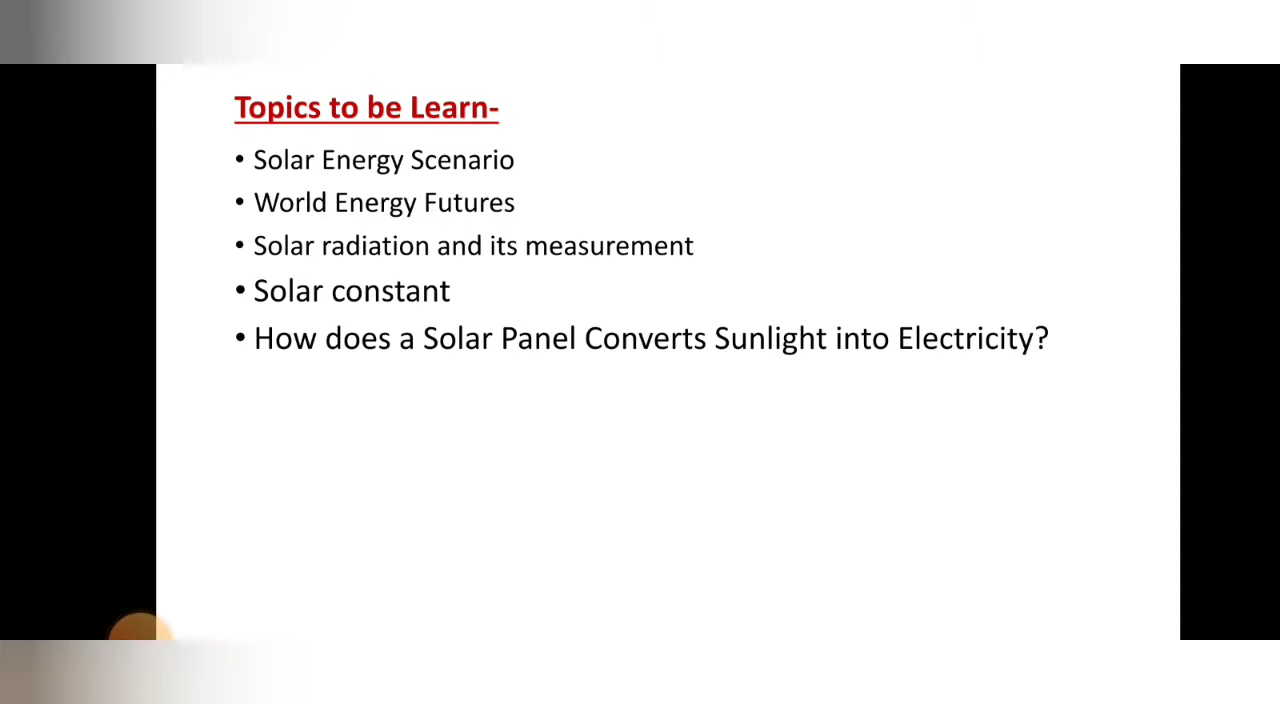 Topics to be Learn-
• Solar Energy Scenario
• World Energy Futures
• Solar radiation and its measurement
• Solar constant
• How does a Solar Panel Converts Sunlight into Electricity?